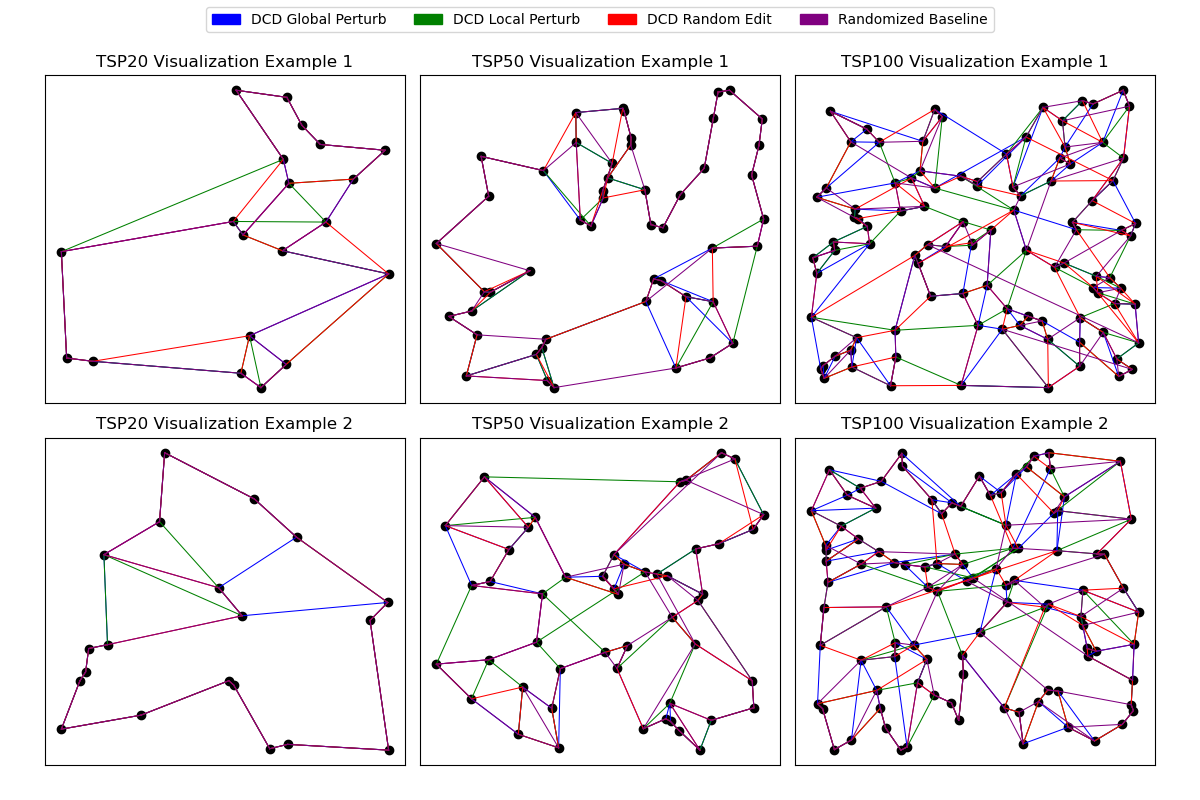 DCD Global Perturb DCD Local Perturb DCD Random Edit Randomized Baseline
TSP20 Visualization Example 1 TSP50 Visualization Example 1 TSP100 Visualization Example 1
TSP20 Visualization Example 2 TSP50 Visualization Example 2 TSP100 Visualization Example 2